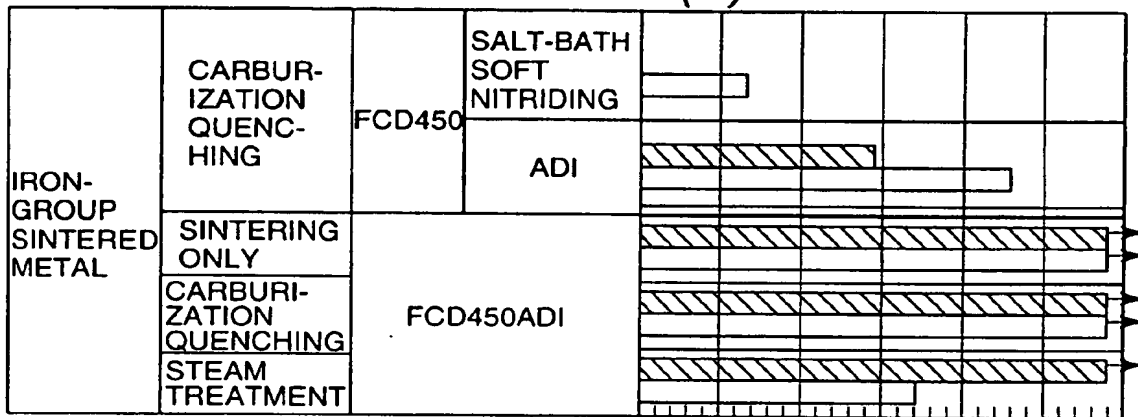 IRON-
GROUP
SINTERED
METAL
CARBUR-
IZATION
QUENC-
HING
FCD450
SALT-BATH
SOFT
NITRIDING
ADI
SINTERING
ONLY
CARBURI-
ZATION
QUENCHING
STEAM
TREATMENT
FCD450ADI